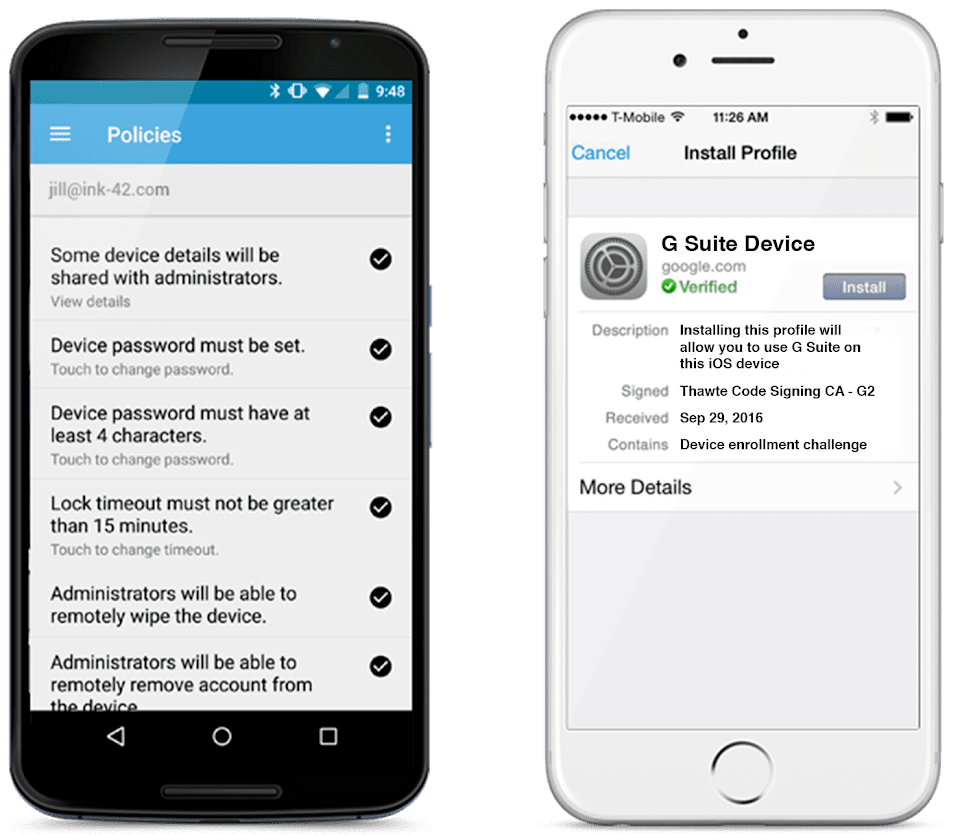 9:48
Policies
jill@ink-42.com
Some device details will be
shared with administrators.
View details
Device password must be set.
Touch to change password.
Device password must have at
least 4 characters.
Touch to change password.
Lock timeout must not be greater
than 15 minutes.
Touch to change timeout.
Administrators will be able to
remotely wipe the device.
Administrators will be able to
remotely remove account from
the device
T-Mobile 11:26 AM
Cancel Install Profile
G Suite Device
google.com
Verified
Install
Description Installing this profile will
allow you to use G Suite on
this iOS device
Signed Thawte Code Signing CA - G2
Received Sep 29, 2016
Contains Device enrollment challenge
More Details